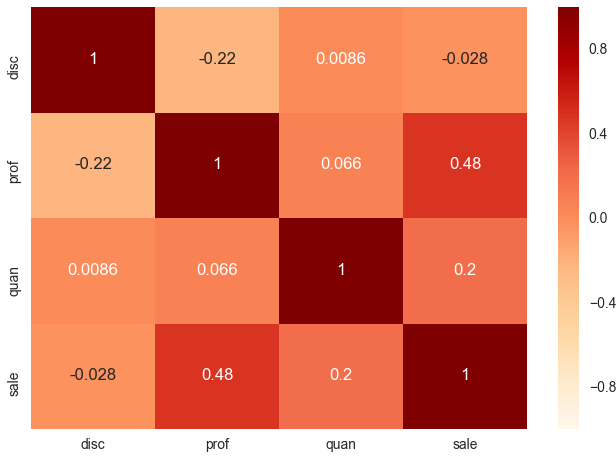 disc 1 -0.22 0.0086 -0.028
prof -0.22 1 0.066 0.48
quan 0.0086 0.066 1 0.2
sale -0.028 0.48 0.2 1
disc prof quan sale
0.8
0.4
0.0
−0.4
−0.8